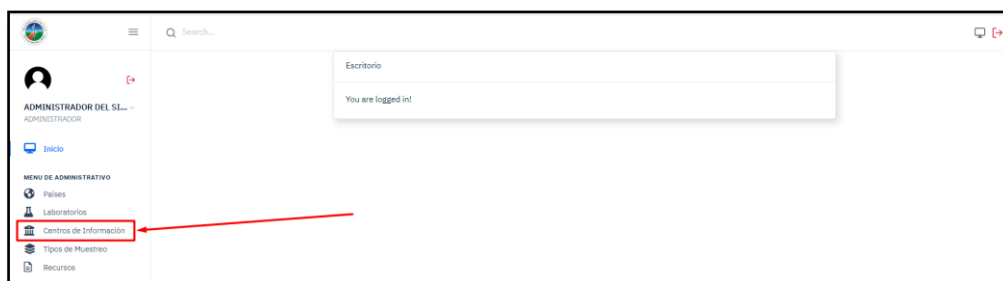 Search...
Escritorio
You are logged in!
ADMINISTRADOR DEL SI...
ADMINISTRADOR
Inicio
MENU DE ADMINISTRATIVO
Países
Laboratorios
Centros de Información
Tipos de Muestreo
Recursos